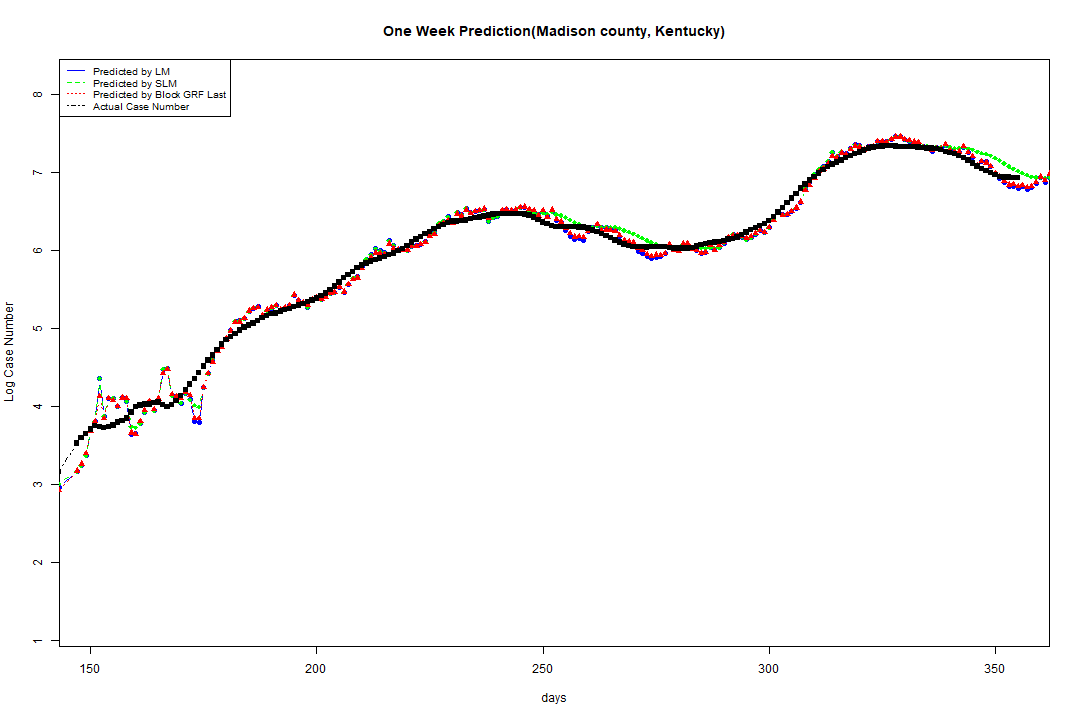 One Week Prediction(Madison county, Kentucky)
Predicted by LM
Predicted by SLM
Predicted by Block GRF Last
Actual Case Number
8
7
6
5
4
3
2
1
Log Case Number
150 200 250 300 350
days